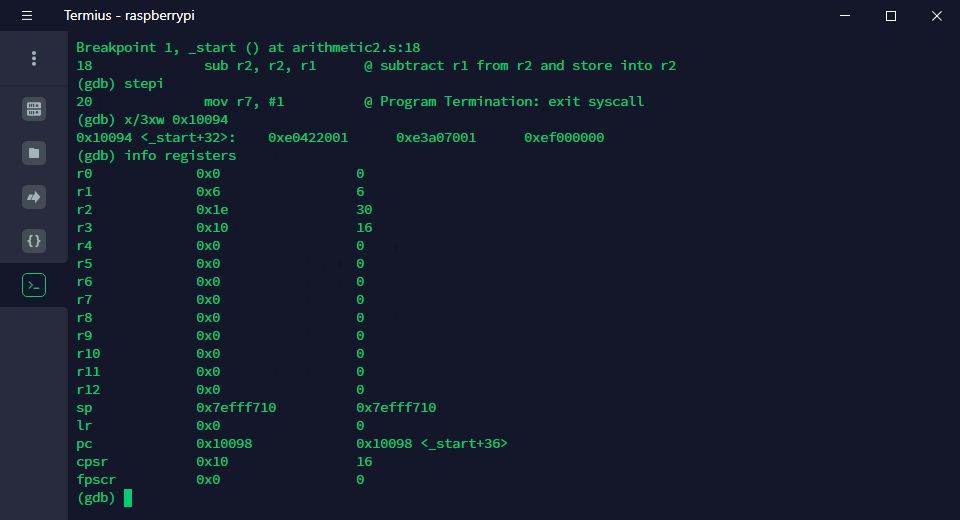 Termius - raspberrypi
Breakpoint 1, _start () at arithmetic2.s:18
18              sub r2, r2, r1      @ subtract r1 from r2 and store into r2
(gdb) stepi
20              mov r7, #1          @ Program Termination: exit syscall
(gdb) x/3xw 0x10094
0x10094 <_start+32>:    0xe0422001      0xe3a07001      0xef000000
(gdb) info registers
r0             0x0                 0
r1             0x6                 6
r2             0x1e                30
r3             0x10                16
r4             0x0                 0
r5             0x0                 0
r6             0x0                 0
r7             0x0                 0
r8             0x0                 0
r9             0x0                 0
r10            0x0                 0
r11            0x0                 0
r12            0x0                 0
sp             0x7efff710          0x7efff710
lr             0x0                 0
pc             0x10098             0x10098 <_start+36>
cpsr           0x10                16
fpscr          0x0                 0
(gdb)